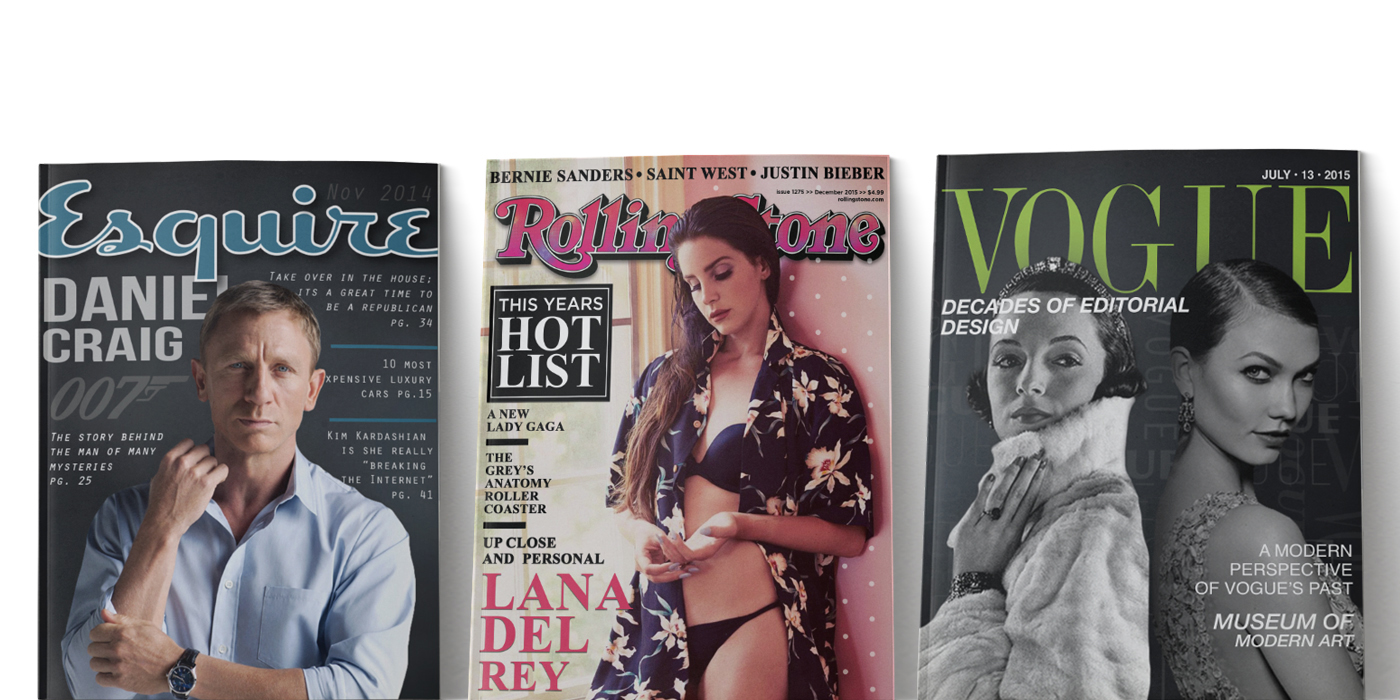 Nov 2014
Esquire
DANIEL
CRAIG
007
THE STORY BEHIND
THE MAN OF MANY
MYSTERIES
PG. 25
TAKE OVER IN THE HOUSE:
ITS A GREAT TIME TO
BE A REPUBLICAN
PG. 34
10 MOST
XPENSIVE LUXURY
CARS PG.15
KIM KARDASHIAN
IS SHE REALLY
"BREAKING
THE INTERNET"
PG. 41
BERNIE SANDERS • SAINT WEST • JUSTIN BIEBER
Issue 1275 >> December 2015 >> $4.99
rollingstone.com
Rollin Stone
THIS YEARS
HOT
LIST
A NEW
LADY GAGA
THE
GREY'S
ANATOMY
ROLLER
COASTER
UP CLOSE
AND PERSONAL
LANA
DEL
REY
JULY · 13 · 2015
VOGUE
DECADES OF EDITORIAL
DESIGN
A MODERN
PERSPECTIVE
OF VOGUE'S PAST
MUSEUM OF
MODERN ART